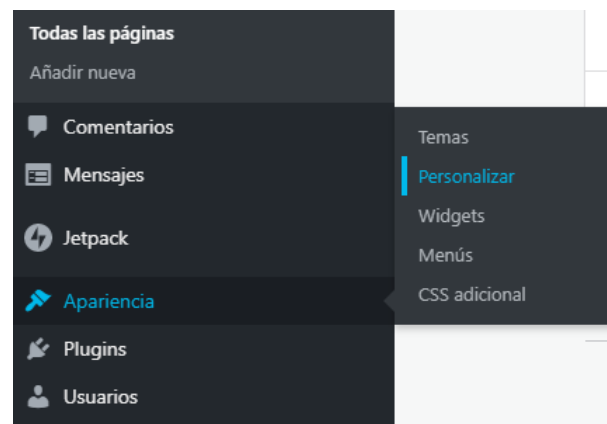 Todas las páginas
Añadir nueva
Comentarios
Mensajes
Jetpack
Apariencia
Plugins
Usuarios
Temas
Personalizar
Widgets
Menús
CSS adicional